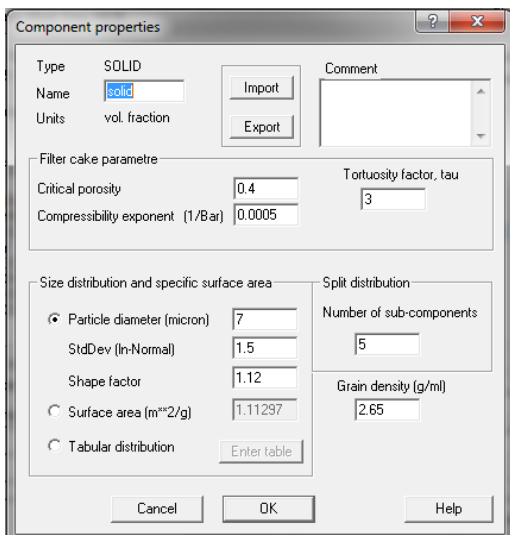 Component properties
? X
Type SOLID
Name solid
Units vol. fraction
Import
Export
Comment
Filter cake parametre
Critical porosity 0.4
Compressibility exponent (1/Bar) 0.0005
Tortuosity factor, tau
3
Size distribution and specific surface area
Particle diameter (micron) 7
StdDev (ln-Normal) 1.5
Shape factor 1.12
Surface area (m**2/g) 1.11297
Tabular distribution Enter table
Split distribution
Number of sub-components
5
Grain density (g/ml)
2.65
Cancel OK Help